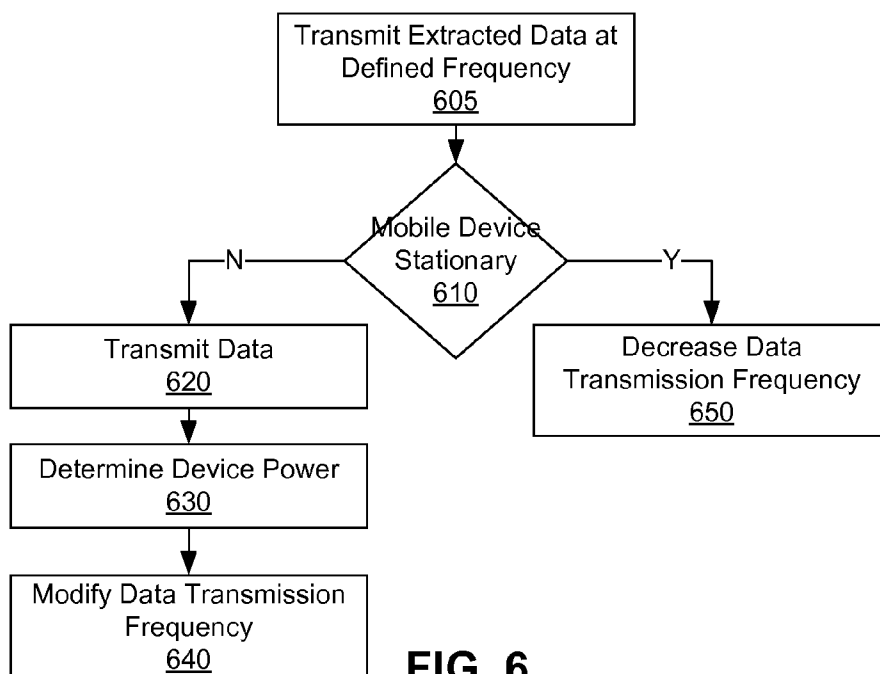 Transmit Extracted Data at
Defined Frequency
605
Mobile Device
Stationary
610
N
Y
Transmit Data
620
Decrease Data
Transmission Frequency
650
Determine Device Power
630
Modify Data Transmission
Frequency
640
FIG. 6